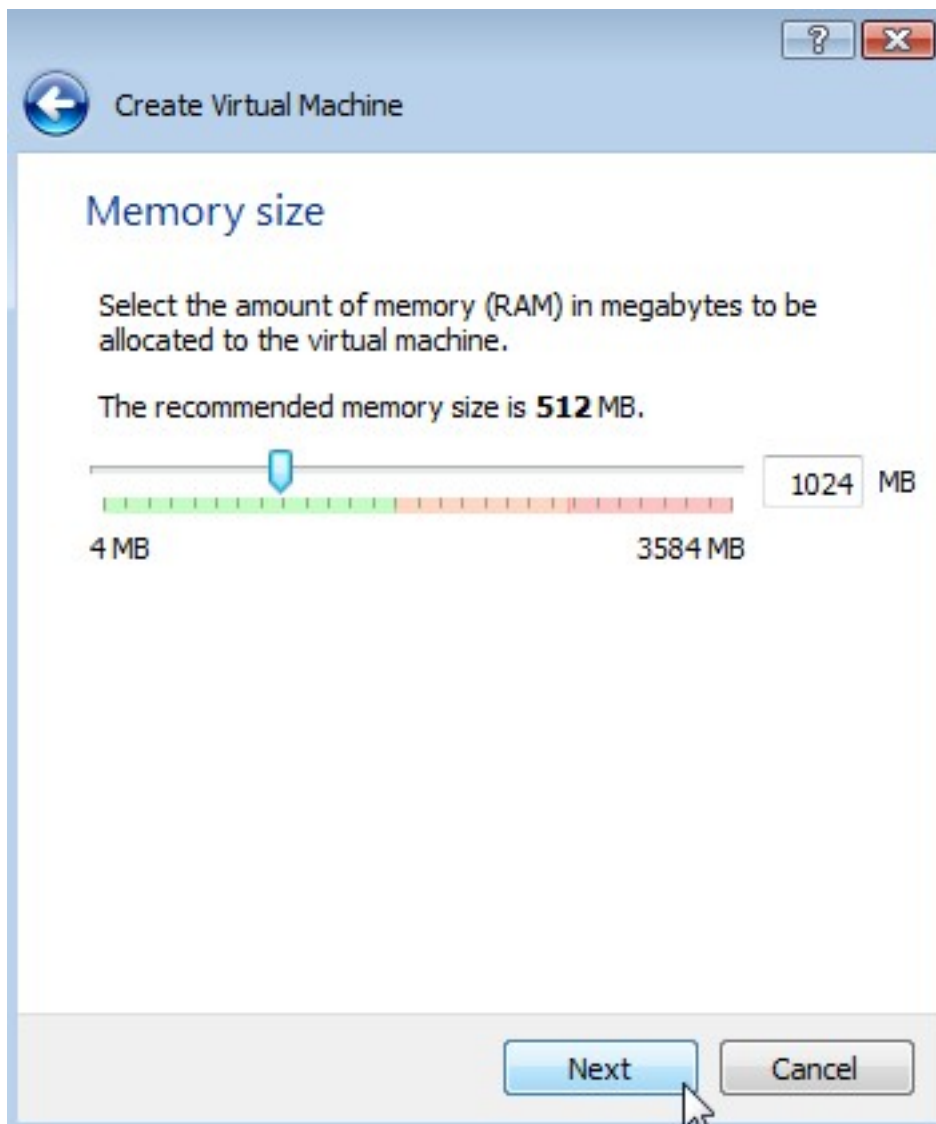 Create Virtual Machine
Memory size
Select the amount of memory (RAM) in megabytes to be
allocated to the virtual machine.
The recommended memory size is 512 MB.
1024 MB
4 MB 3584 MB
Next Cancel